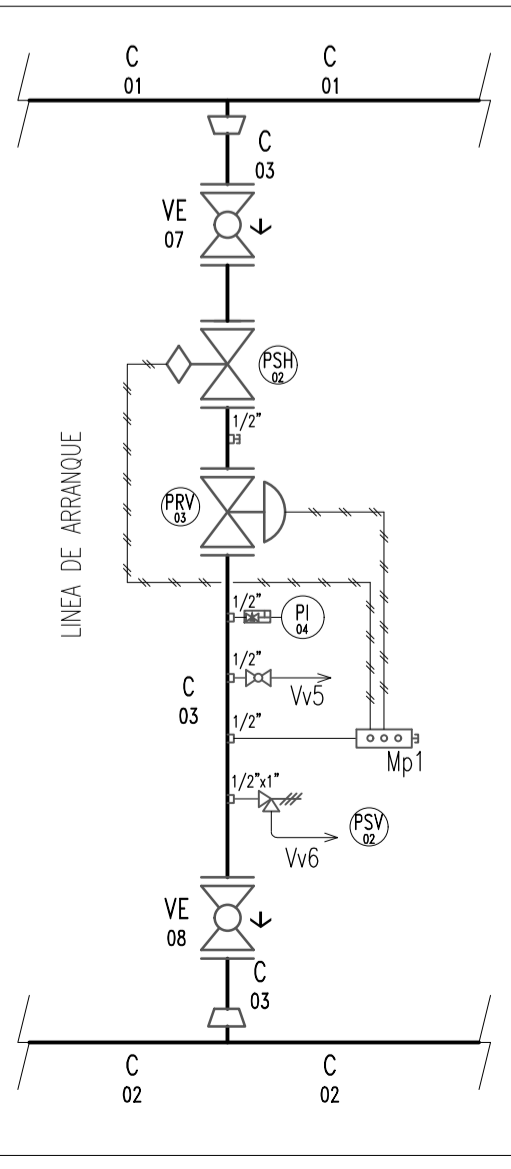 C
01
C
01
C
03
VE
07
PSH
02
1/2"
PRV
03
LINEA DE ARRANQUE
1/2"
PI
04
1/2"
Vv5
C
03
1/2"
Mp1
1/2"x1"
PSV
02
Vv6
VE
08
C
03
C
02
C
02